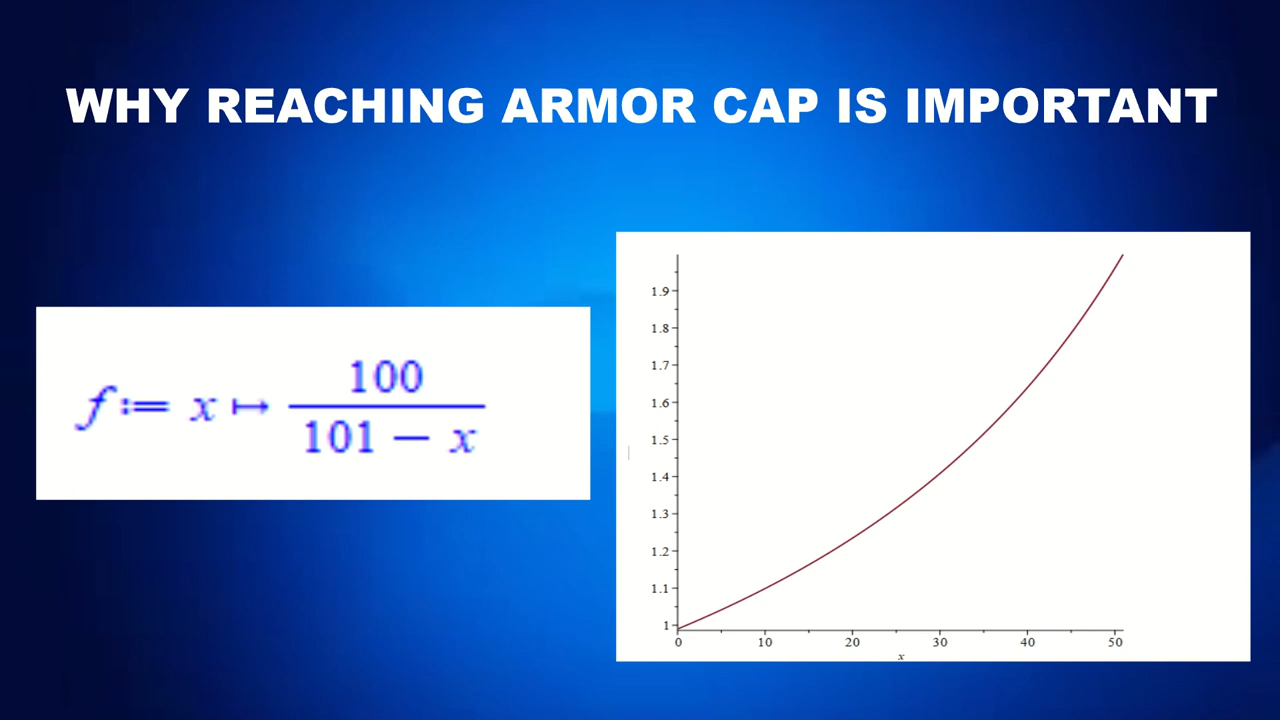 WHY REACHING ARMOR CAP IS IMPORTANT
f := x ↦ 100 / 101 − x
1.9
1.8
1.7
1.6
1.5
1.4
1.3
1.2
1.1
1
0 10 20 30 40 50
x